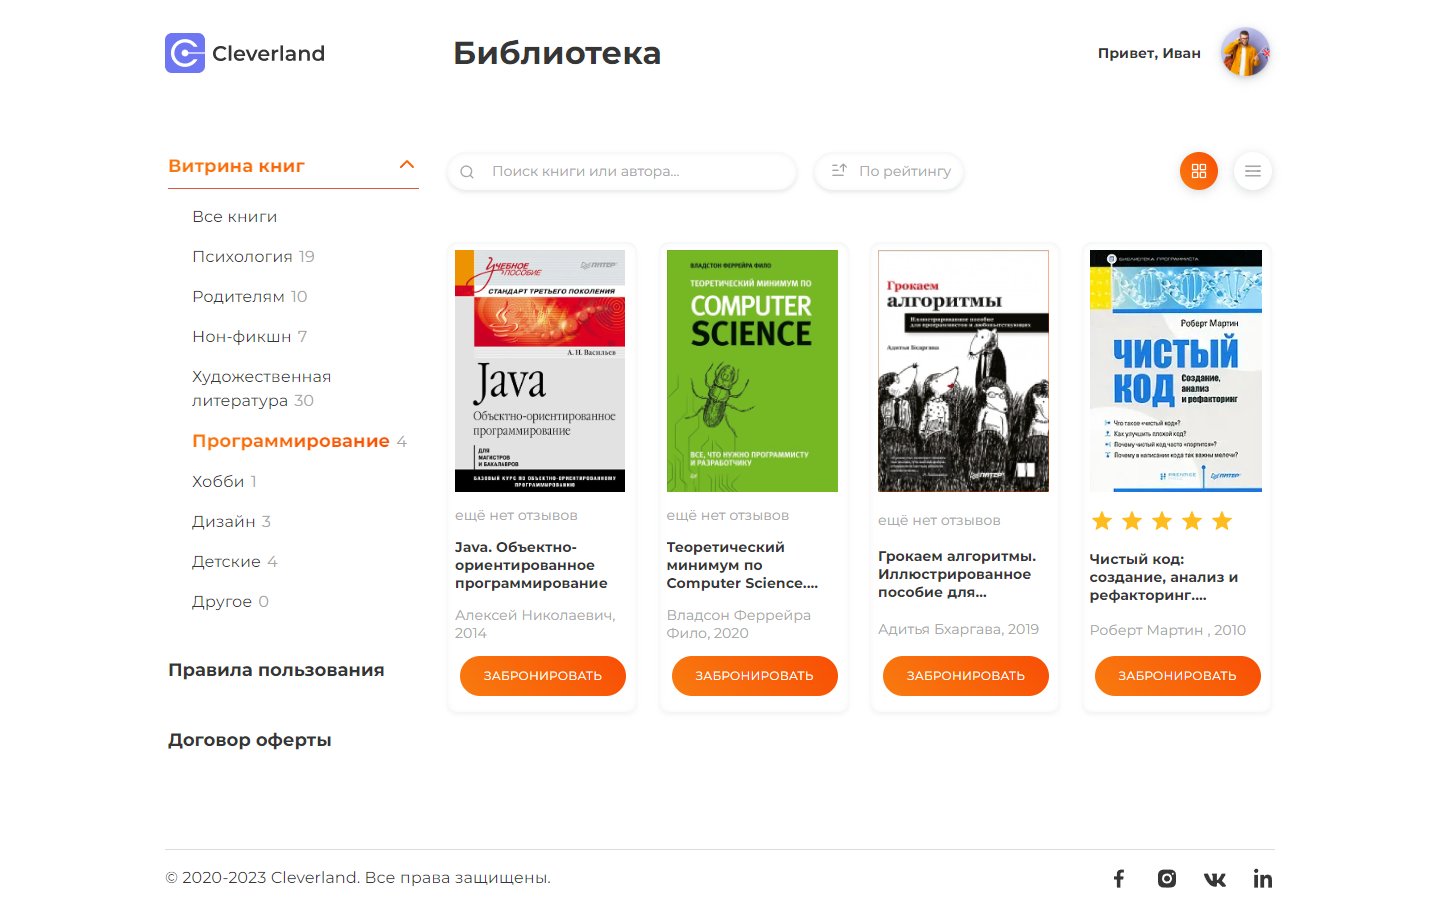 Cleverland
Библиотека
Привет, Иван
Витрина книг
Все книги
Психология 19
Родителям 10
Нон-фикшн 7
Художественная
литература 30
Программирование 4
Хобби 1
Дизайн 3
Детские 4
Другое 0
Правила пользования
Договор оферты
Поиск книги или автора...
По рейтингу
УЧЕБНОЕ
ПОСОБИЕ
ПИТЕР
СТАНДАРТ ТРЕТЬЕГО ПОКОЛЕНИЯ
А. Н. Васильев
Java
Объектно-ориентированное
программирование
ДЛЯ
МАГИСТРОВ
И БАКАЛАВРОВ
БАЗОВЫЙ КУРС ПО ОБЪЕКТНО-ОРИЕНТИРОВАННОМУ
ПРОГРАММИРОВАНИЮ
ещё нет отзывов
Java. Объектно-
ориентированное
программирование
Алексей Николаевич,
2014
ЗАБРОНИРОВАТЬ
ВЛАДСТОН ФЕРРЕЙРА ФИЛО
ТЕОРЕТИЧЕСКИЙ МИНИМУМ ПО
COMPUTER
SCIENCE
ВСЕ, ЧТО НУЖНО ПРОГРАММИСТУ
И РАЗРАБОТЧИКУ
ещё нет отзывов
Теоретический
минимум по
Computer Science....
Владсон Феррейра
Фило, 2020
ЗАБРОНИРОВАТЬ
Грокаем
алгоритмы
Иллюстрированное пособие
для программистов и любопытствующих
Адитья Бхаргава
ПИТЕР
ещё нет отзывов
Грокаем алгоритмы.
Иллюстрированное
пособие для...
Адитья Бхаргава, 2019
ЗАБРОНИРОВАТЬ
БИБЛИОТЕКА ПРОГРАММИСТА
Роберт Мартин
ЧИСТЫЙ
КОД
Создание,
анализ
и рефакторинг
Что такое «чистый код»?
Как улучшить плохой код?
Почему чистый код часто «портится»?
Почему в написании кода так важны мелочи?
PRENTICE
ПИТЕР
Чистый код:
создание, анализ и
рефакторинг....
Роберт Мартин , 2010
ЗАБРОНИРОВАТЬ
© 2020-2023 Cleverland. Все права защищены.